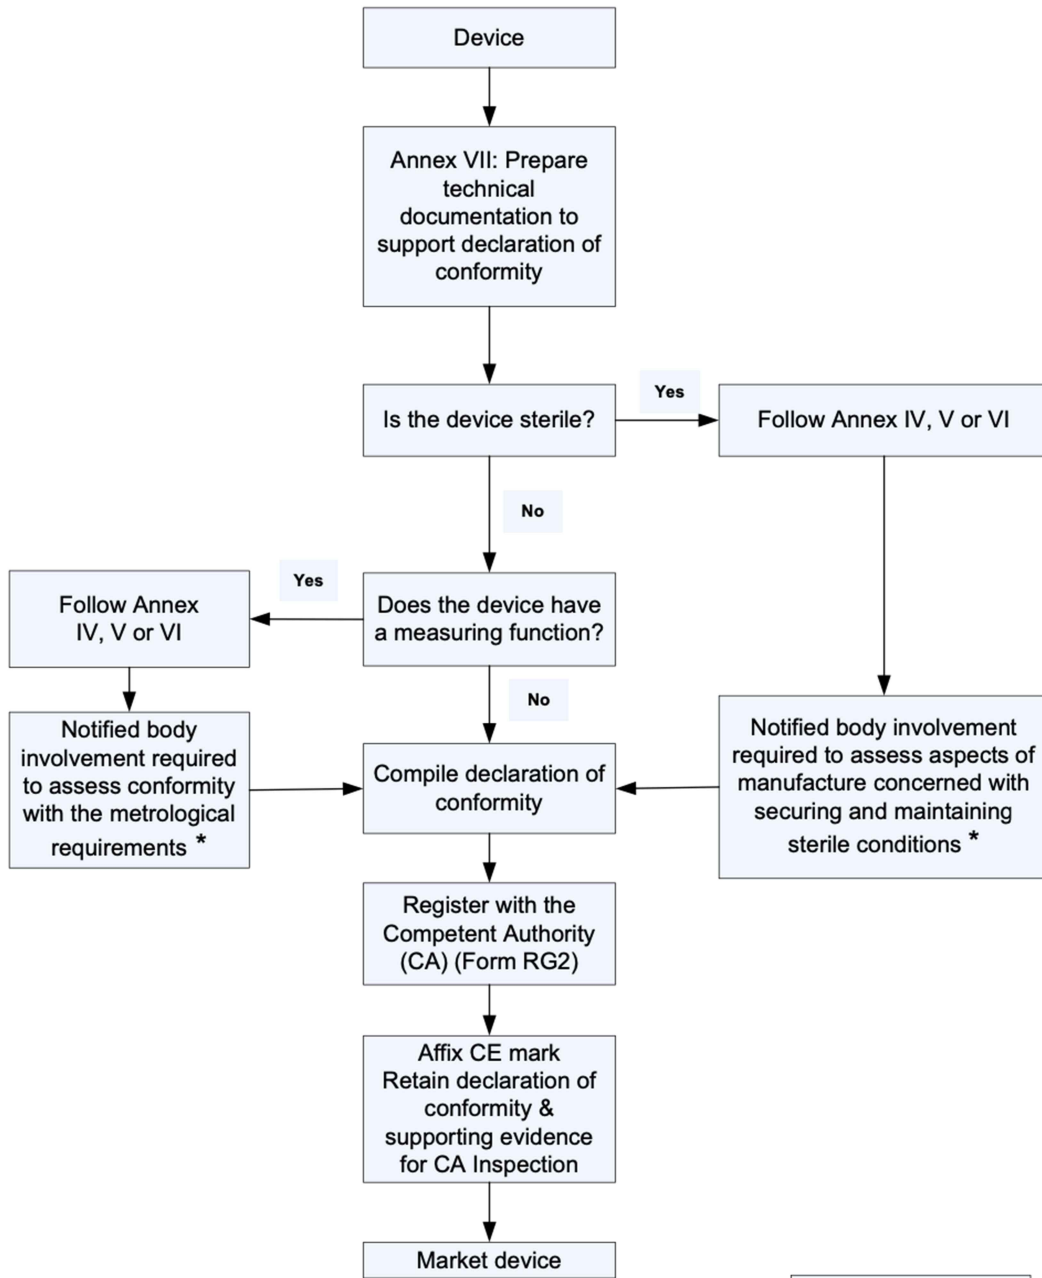 Device
Annex VII: Prepare
technical
documentation to
support declaration of
conformity
Is the device sterile?
Yes
Follow Annex IV, V or VI
No
Yes
Follow Annex
IV, V or VI
Does the device have
a measuring function?
No
Notified body
involvement required
to assess conformity
with the metrological
requirements *
Compile declaration of
conformity
Notified body involvement
required to assess aspects of
manufacture concerned with
securing and maintaining
sterile conditions *
Register with the
Competent Authority
(CA) (Form RG2)
Affix CE mark
Retain declaration of
conformity &
supporting evidence
for CA Inspection
Market device